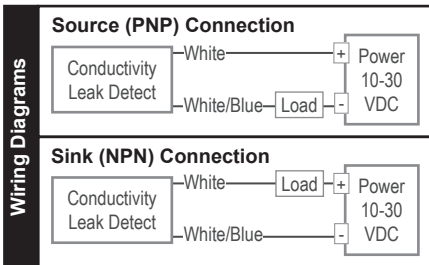 Wiring Diagrams
Source (PNP) Connection
Conductivity
Leak Detect
White
White/Blue
Load
+
-
Power
10-30
VDC
Sink (NPN) Connection
Conductivity
Leak Detect
White
Load
White/Blue
+
-
Power
10-30
VDC